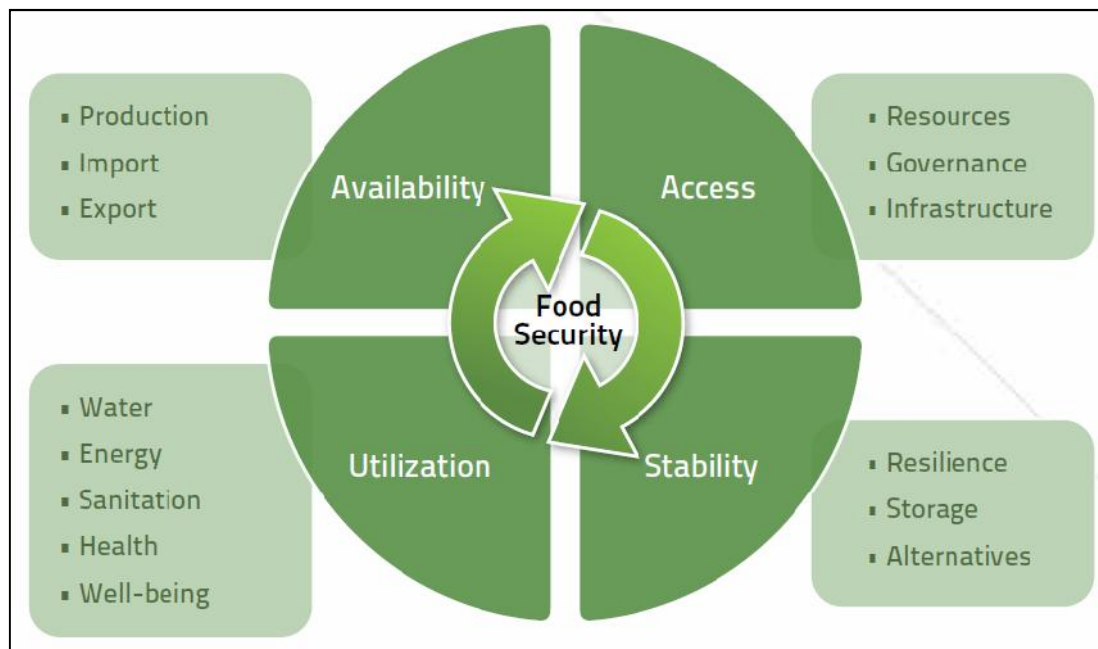 ▪ Production
▪ Import
▪ Export
Availability
Access
▪ Resources
▪ Governance
▪ Infrastructure
Food
Security
▪ Water
▪ Energy
▪ Sanitation
▪ Health
▪ Well-being
Utilization
Stability
▪ Resilience
▪ Storage
▪ Alternatives